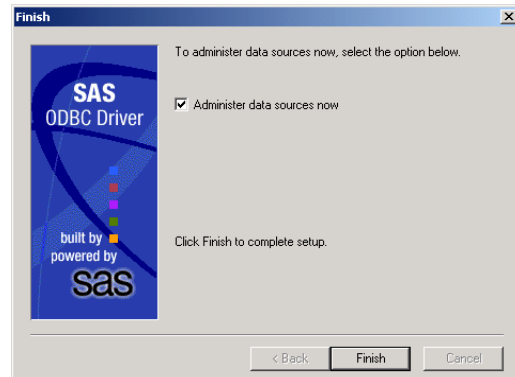 Finish
To administer data sources now, select the option below.
SAS
ODBC Driver
Administer data sources now
built by
powered by
sas
Click Finish to complete setup.
< Back
Finish
Cancel